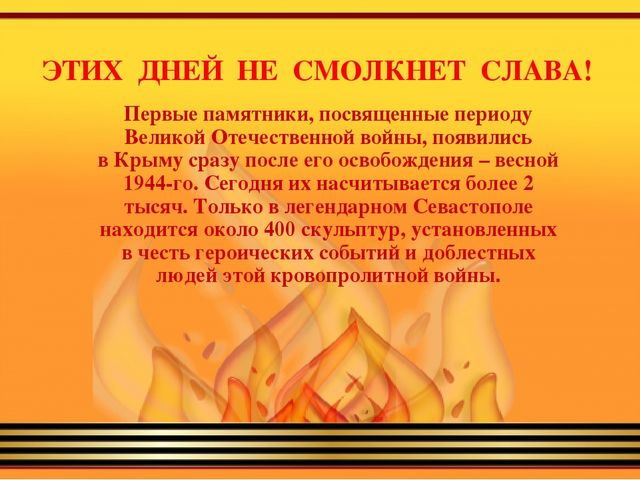 ЭТИХ ДНЕЙ НЕ СМОЛКНЕТ СЛАВА!
Первые памятники, посвященные периоду
Великой Отечественной войны, появились
в Крыму сразу после его освобождения – весной
1944-го. Сегодня их насчитывается более 2
тысяч. Только в легендарном Севастополе
находится около 400 скульптур, установленных
в честь героических событий и доблестных
людей этой кровопролитной войны.